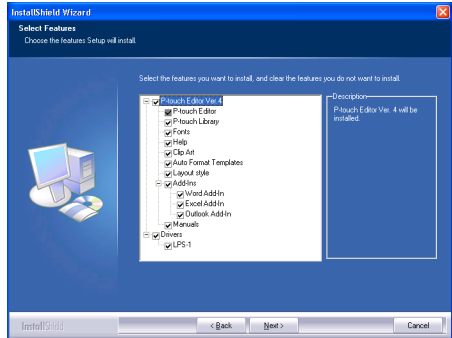 InstallShield Wizard
Select Features
Choose the features Setup will install.
Select the features you want to install, and clear the features you do not want to install.
P-touch Editor Ver. 4
P-touch Editor
P-touch Library
Fonts
Help
Clip Art
Auto Format Templates
Layout style
Add-Ins
Word Add-In
Excel Add-In
Outlook Add-In
Manuals
Drivers
LPS-1
Description
P-touch Editor Ver. 4 will be
installed.
InstallShield
< Back
Next >
Cancel